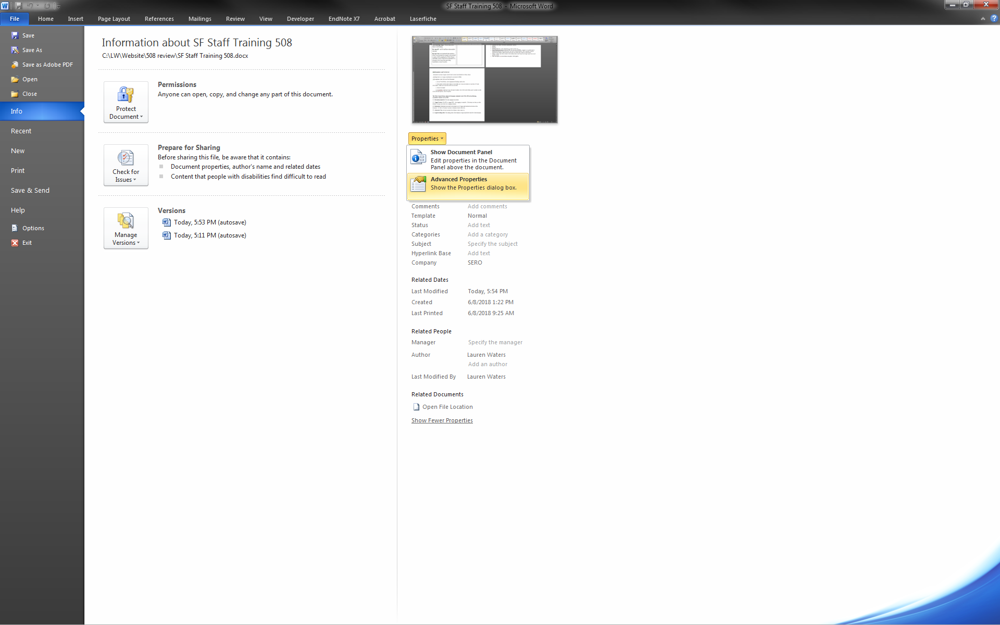 SF Staff Training 508 - Microsoft Word
File Home Insert Page Layout References Mailings Review View Developer EndNote X7 Acrobat Laserfiche
Save
Save As
Save as Adobe PDF
Open
Close
Info
Recent
New
Print
Save & Send
Help
Options
Exit
Information about SF Staff Training 508
C:\LW\Website\508 review\SF Staff Training 508.docx
Protect
Document
Permissions
Anyone can open, copy, and change any part of this document.
Check for
Issues
Prepare for Sharing
Before sharing this file, be aware that it contains:
Document properties, author's name and related dates
Content that people with disabilities find difficult to read
Manage
Versions
Versions
Today, 5:53 PM (autosave)
Today, 5:11 PM (autosave)
Properties
Show Document Panel
Edit properties in the Document
Panel above the document.
Advanced Properties
Show the Properties dialog box.
Comments Add comments
Template Normal
Status Add text
Categories Add a category
Subject Specify the subject
Hyperlink Base Add text
Company SERO
Related Dates
Last Modified Today, 5:54 PM
Created 6/8/2018 1:22 PM
Last Printed 6/8/2018 9:25 AM
Related People
Manager Specify the manager
Author Lauren Waters
Add an author
Last Modified By Lauren Waters
Related Documents
Open File Location
Show Fewer Properties